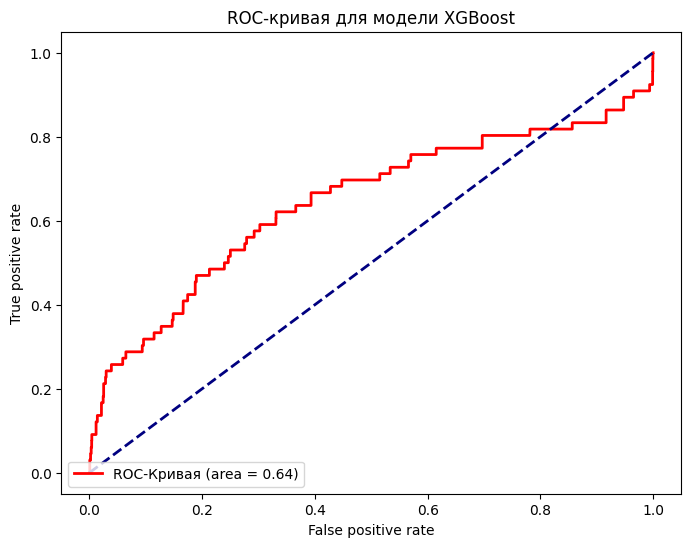 ROC-кривая для модели XGBoost
True positive rate
1.0
0.8
0.6
0.4
0.2
0.0
ROC-Кривая (area = 0.64)
0.0 0.2 0.4 0.6 0.8 1.0
False positive rate